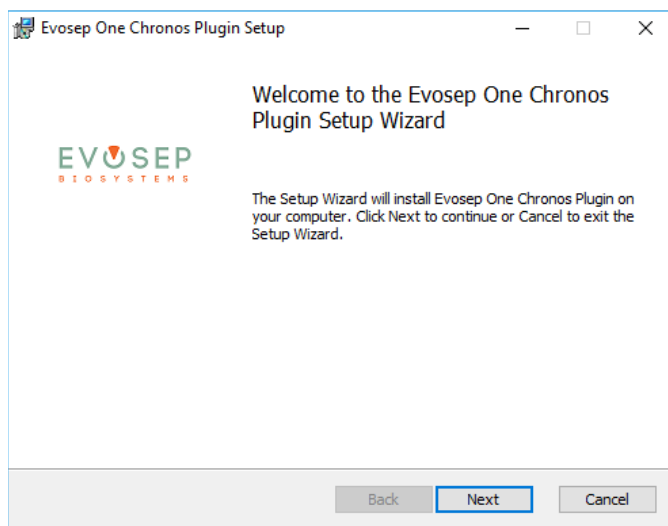 Evosep One Chronos Plugin Setup
Welcome to the Evosep One Chronos
Plugin Setup Wizard
EVOSEP
BIOSYSTEMS
The Setup Wizard will install Evosep One Chronos Plugin on
your computer. Click Next to continue or Cancel to exit the
Setup Wizard.
Back Next Cancel